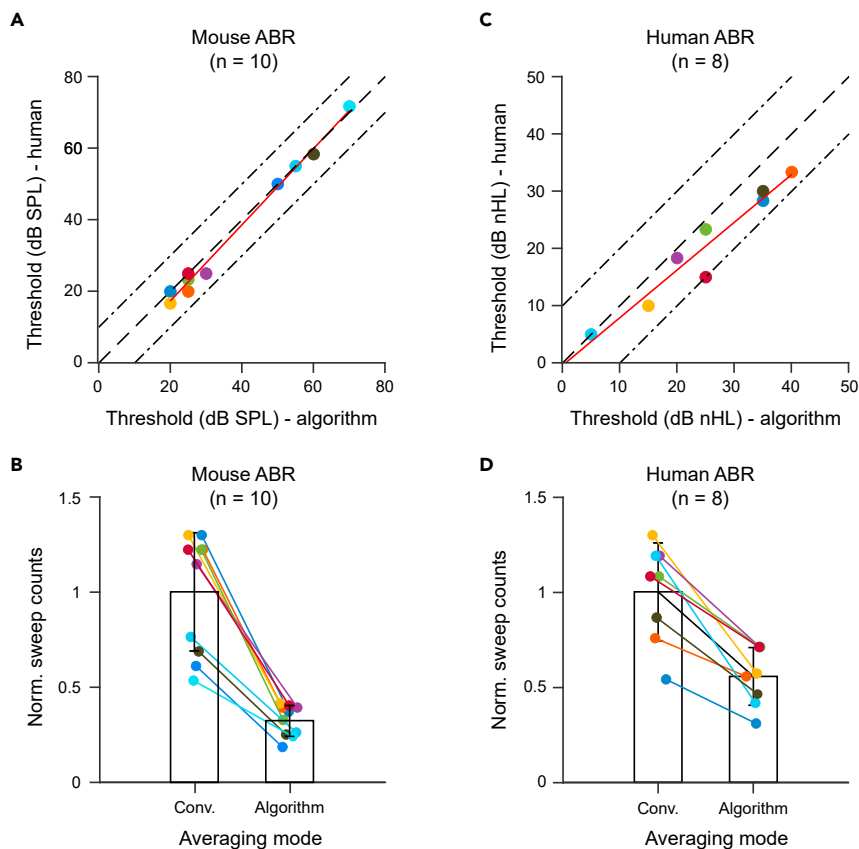 A
Mouse ABR
(n = 10)
80
60
40
20
0
0 20 40 60 80
Threshold (dB SPL) - human
Threshold (dB SPL) - algorithm
C
Human ABR
(n = 8)
50
40
30
20
10
0
0 10 20 30 40 50
Threshold (dB nHL) - human
Threshold (dB nHL) - algorithm
B
Mouse ABR
(n = 10)
1.5
1
0.5
0
Norm. sweep counts
Conv. Algorithm
Averaging mode
D
Human ABR
(n = 8)
1.5
1
0.5
0
Norm. sweep counts
Conv. Algorithm
Averaging mode